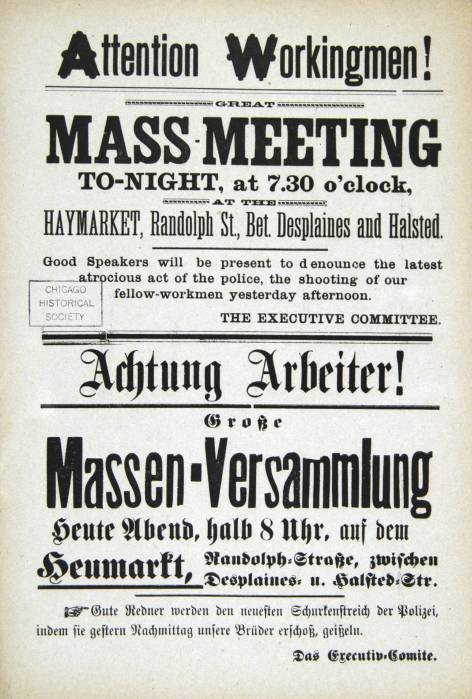 Attention Workingmen!
GREAT
MASS-MEETING
TO-NIGHT, at 7.30 o'clock,
AT THE
HAYMARKET, Randolph St., Bet. Desplaines and Halsted.
Good Speakers will be present to denounce the latest
atrocious act of the police, the shooting of our
fellow-workmen yesterday afternoon.
CHICAGO
HISTORICAL
SOCIETY
THE EXECUTIVE COMMITTEE.
Achtung Arbeiter!
Große
Massen-Versammlung
Heute Abend, halb 8 Uhr, auf dem
Heumarkt, Randolph-Straße, zwischen
Desplaines- u. Halsted-Str.
☞ Gute Redner werden den neuesten Schurkenstreich der Polizei,
indem sie gestern Nachmittag unsere Brüder erschoß, geißeln.
Das Executiv-Comite.